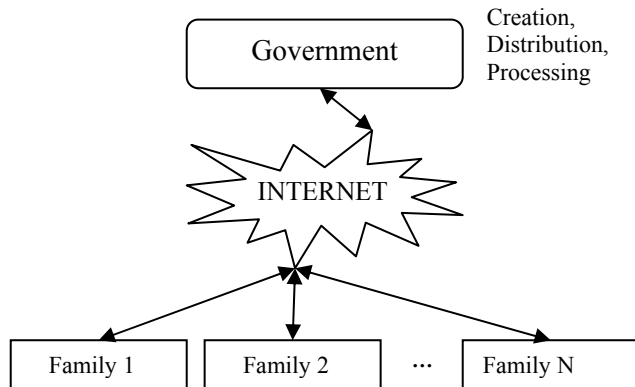 Creation,
Distribution,
Processing
Government
INTERNET
Family 1
Family 2
...
Family N